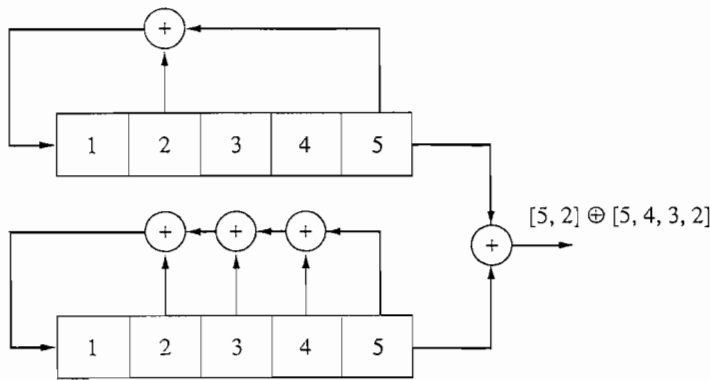 +
1 2 3 4 5
[5, 2] ⊕ [5, 4, 3, 2]
+ + + +
1 2 3 4 5